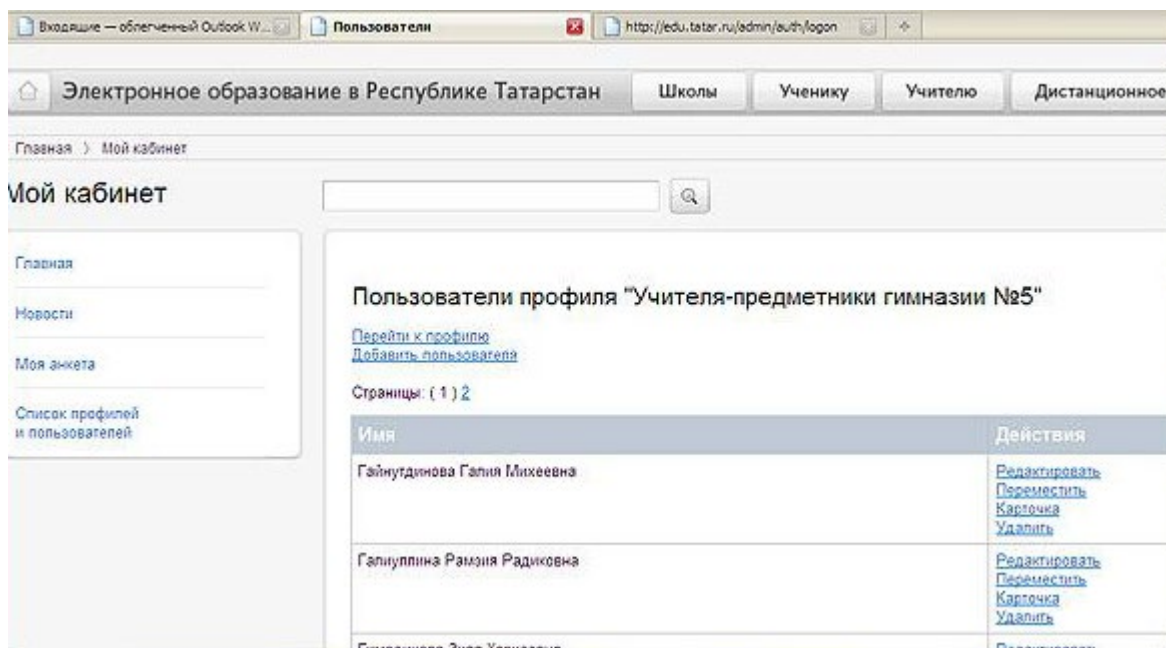 Входящие — облегченный Outlook W...
Пользователи
http://edu.tatar.ru/admin/auth/logon
Электронное образование в Республике Татарстан
Школы
Ученику
Учителю
Дистанционное
Главная > Мой кабинет
Мой кабинет
Главная
Новости
Моя анкета
Список профилей
и пользователей
Пользователи профиля "Учителя-предметники гимназии №5"
Перейти к профилю
Добавить пользователя
Страницы: ( 1 ) 2
Имя
Действия
Гайнутдинова Галия Михеевна
Редактировать
Переместить
Карточка
Удалить
Галиуллина Рамзия Радиковна
Редактировать
Переместить
Карточка
Удалить
Редактировать